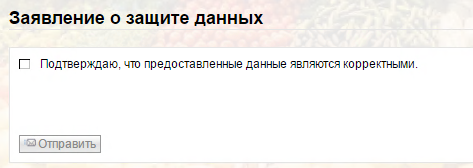 Заявление о защите данных
Подтверждаю, что предоставленные данные являются корректными.
Отправить